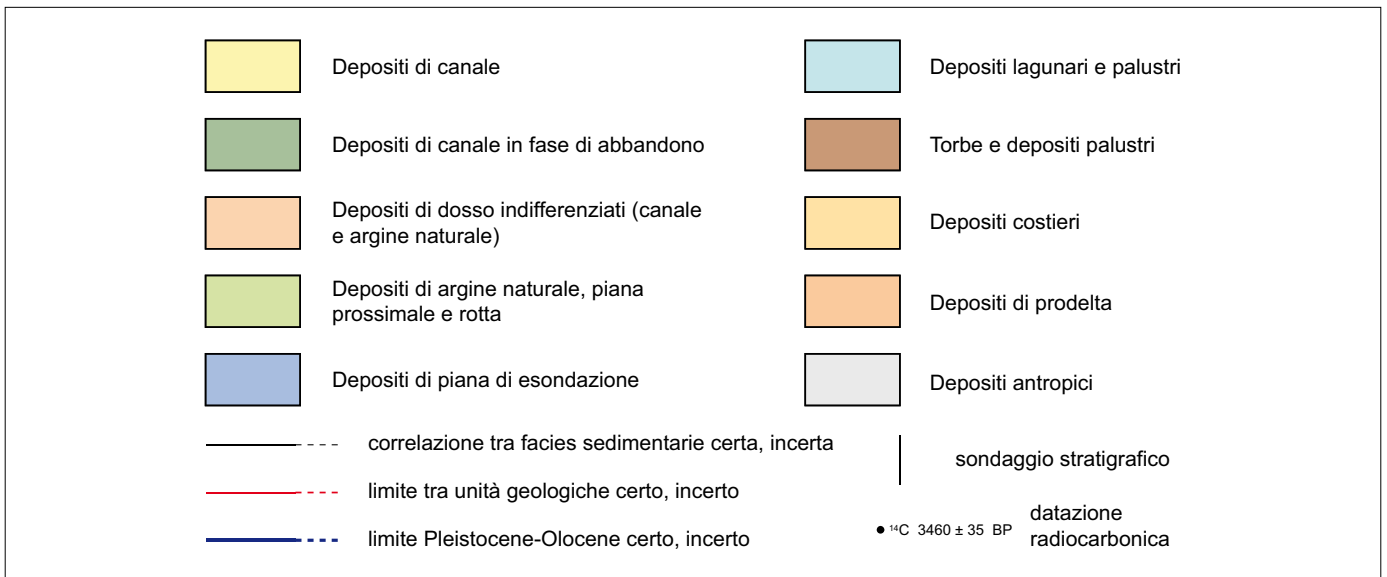 Depositi di canale
Depositi di canale in fase di abbandono
Depositi di dosso indifferenziati (canale
e argine naturale)
Depositi di argine naturale, piana
prossimale e rotta
Depositi di piana di esondazione
correlazione tra facies sedimentarie certa, incerta
limite tra unità geologiche certo, incerto
limite Pleistocene-Olocene certo, incerto
Depositi lagunari e palustri
Torbe e depositi palustri
Depositi costieri
Depositi di prodelta
Depositi antropici
sondaggio stratigrafico
¹⁴C 3460 ± 35 BP
datazione
radiocarbonica